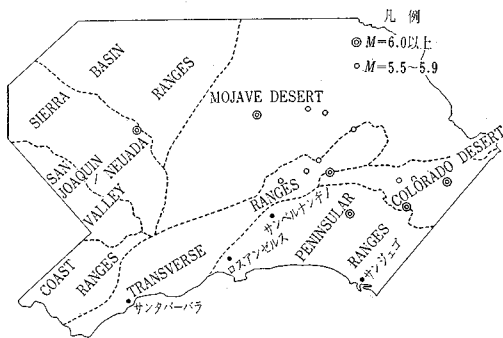 凡 例
◎ M=6.0以上
○ M=5.5~5.9
SIERRA
NEUADA
BASIN
RANGES
MOJAVE DESERT
SAN
JOAQUIN
VALLEY
COAST
RANGES
TRANSVERSE
RANGES
COLORADO DESERT
PENINSULAR
RANGES
サンベルナンデノ
ロスアンゼルス
サンジェゴ
サンタバーバラ